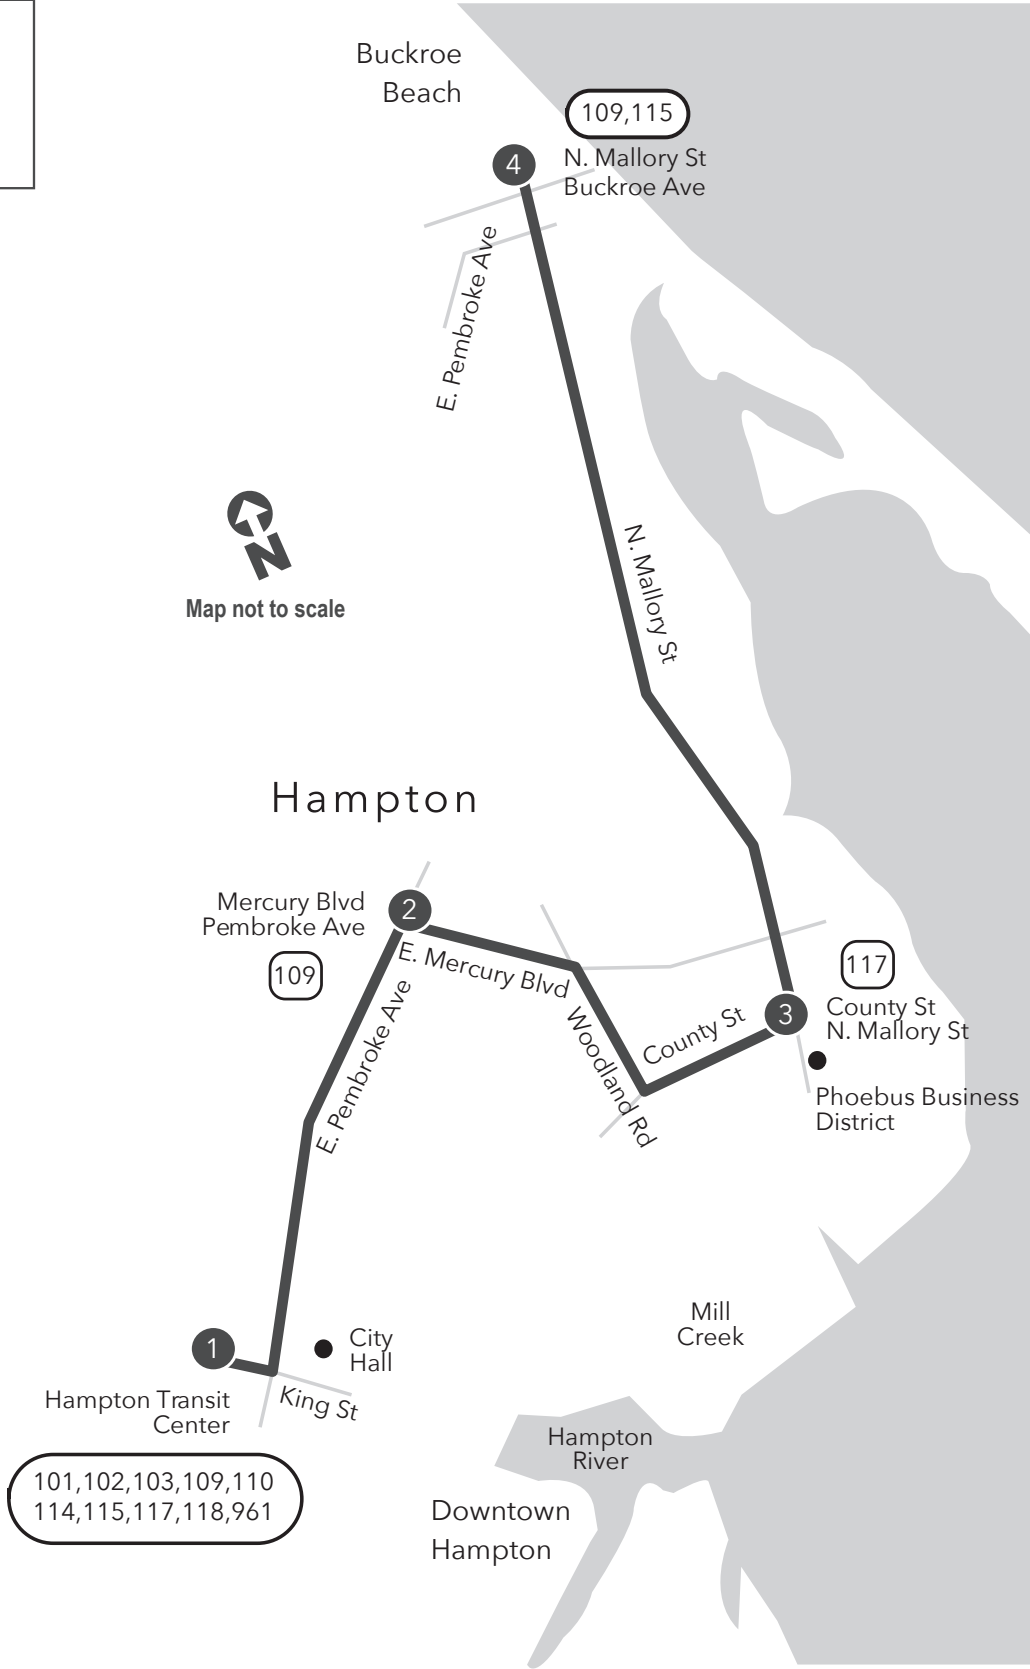 Buckroe
Beach
109,115
4
N. Mallory St
Buckroe Ave
E. Pembroke Ave
N. Mallory St
N
Map not to scale
Hampton
Mercury Blvd
Pembroke Ave
2
109
E. Mercury Blvd
117
County St
N. Mallory St
3
County St
Woodland Rd
E. Pembroke Ave
Phoebus Business
District
1
City
Hall
King St
Hampton Transit
Center
101,102,103,109,110
114,115,117,118,961
Mill
Creek
Hampton
River
Downtown
Hampton